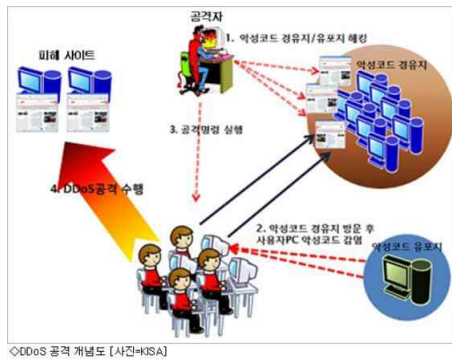 공격자
1. 악성코드 경유지/유포지 해킹
피해 사이트
악성코드 경유지
3. 공격명령 실행
4. DDoS공격 수행
2. 악성코드 경유지 방문 후
사용자PC 악성코드 감염
악성코드 유포지
◇DDoS 공격 개념도 [사진=KISA]